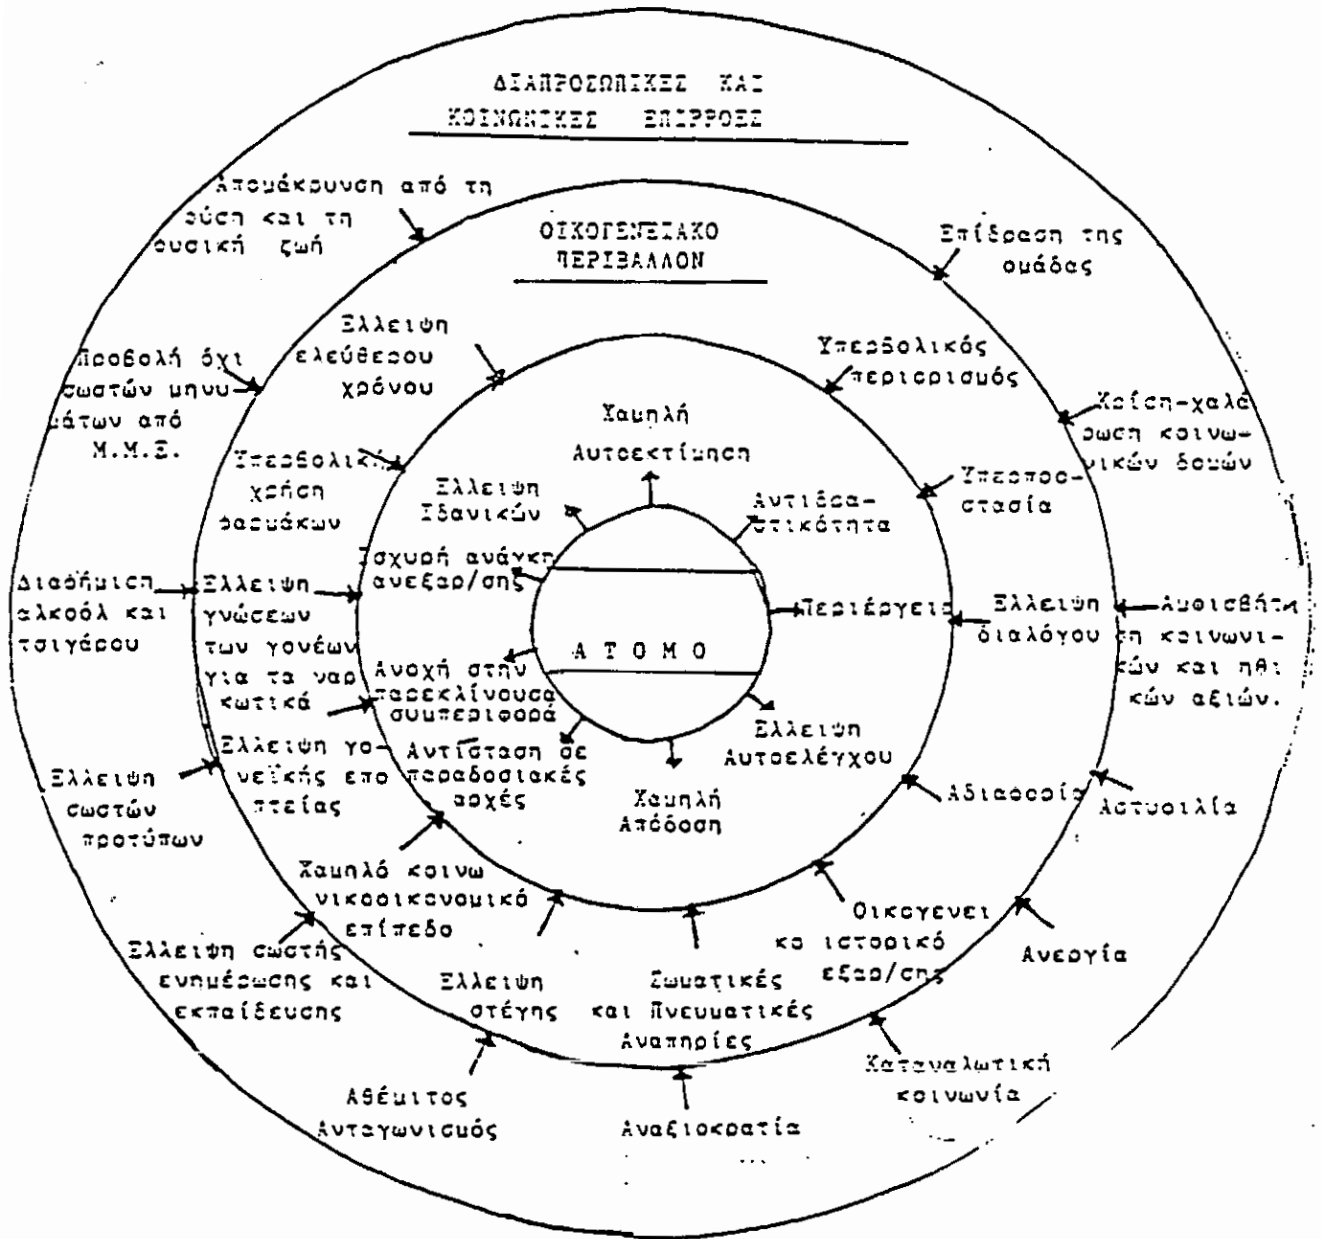 ΔΙΑΠΡΟΣΩΠΙΚΕΣ ΚΑΙ
ΚΟΙΝΩΝΙΚΕΣ ΕΠΙΡΡΟΕΣ
Απομάκρυνση από τη
φύση και τη
φυσική ζωή
ΟΙΚΟΓΕΝΕΙΑΚΟ
ΠΕΡΙΒΑΛΛΟΝ
Επίδραση της
ομάδας
Έλλειψη
ελεύθερου
χρόνου
Υπερβολικός
περιορισμός
Προβολή όχι
σωστών μηνυ-
μάτων από
Μ.Μ.Ε.
Κρίση-χαλά
ρωση κοινω-
νικών δομών
Χαμηλή
Αυτοεκτίμηση
Υπερβολική
χρήση
φαρμάκων
Έλλειψη
Ιδανικών
Αντιδρα-
στικότητα
Υπερπρο-
στασία
Ισχυρή ανάγκη
ανεξαρ/σης
Διαφήμιση
αλκοόλ και
τσιγάρου
Έλλειψη
γνώσεων
των γονέων
για τα ναρ
κωτικά
Περιέργεια
Έλλειψη
διαλόγου
Αμφισβήτη
ση κοινωνι-
κών και ηθι
κών αξιών.
ΑΤΟΜΟ
Ανοχή στην
παρεκλίνουσα
συμπεριφορά
Έλλειψη
Αυτοελέγχου
Έλλειψη
σωστών
προτύπων
Έλλειψη γο-
νεϊκής επο
πτείας
Αντίσταση σε
παραδοσιακές
αρχές
Χαμηλή
Απόδοση
Αδιαφορία
Αστυφιλία
Χαμηλό κοινω
νικοοικονομικό
επίπεδο
Οικογενει
κο ιστορικό
εξαρ/σης
Ανεργία
Έλλειψη σωστής
ενημέρωσης και
εκπαίδευσης
Έλλειψη
στέγης
Σωματικές
και Πνευματικές
Αναπηρίες
Καταναλωτική
κοινωνία
Αθέμιτος
Ανταγωνισμός
Αναξιοκρατία